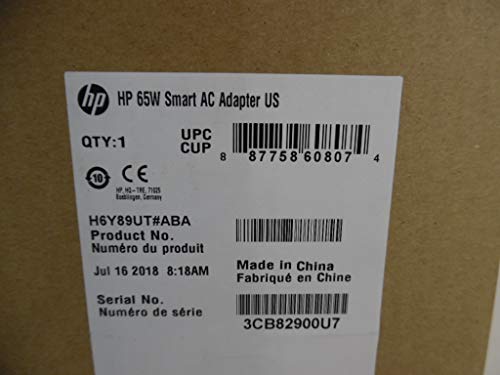 hp HP 65W Smart AC Adapter US
QTY:1
UPC
CUP
8 87758 60807 4
10
CE
HP, HQ-TRE, 71025
Boeblingen, Germany
H6Y89UT#ABA
Product No.
Numéro du produit
Jul 16 2018 8:18AM
Made in China
Fabriqué en Chine
Serial No.
Numéro de série
3CB82900U7